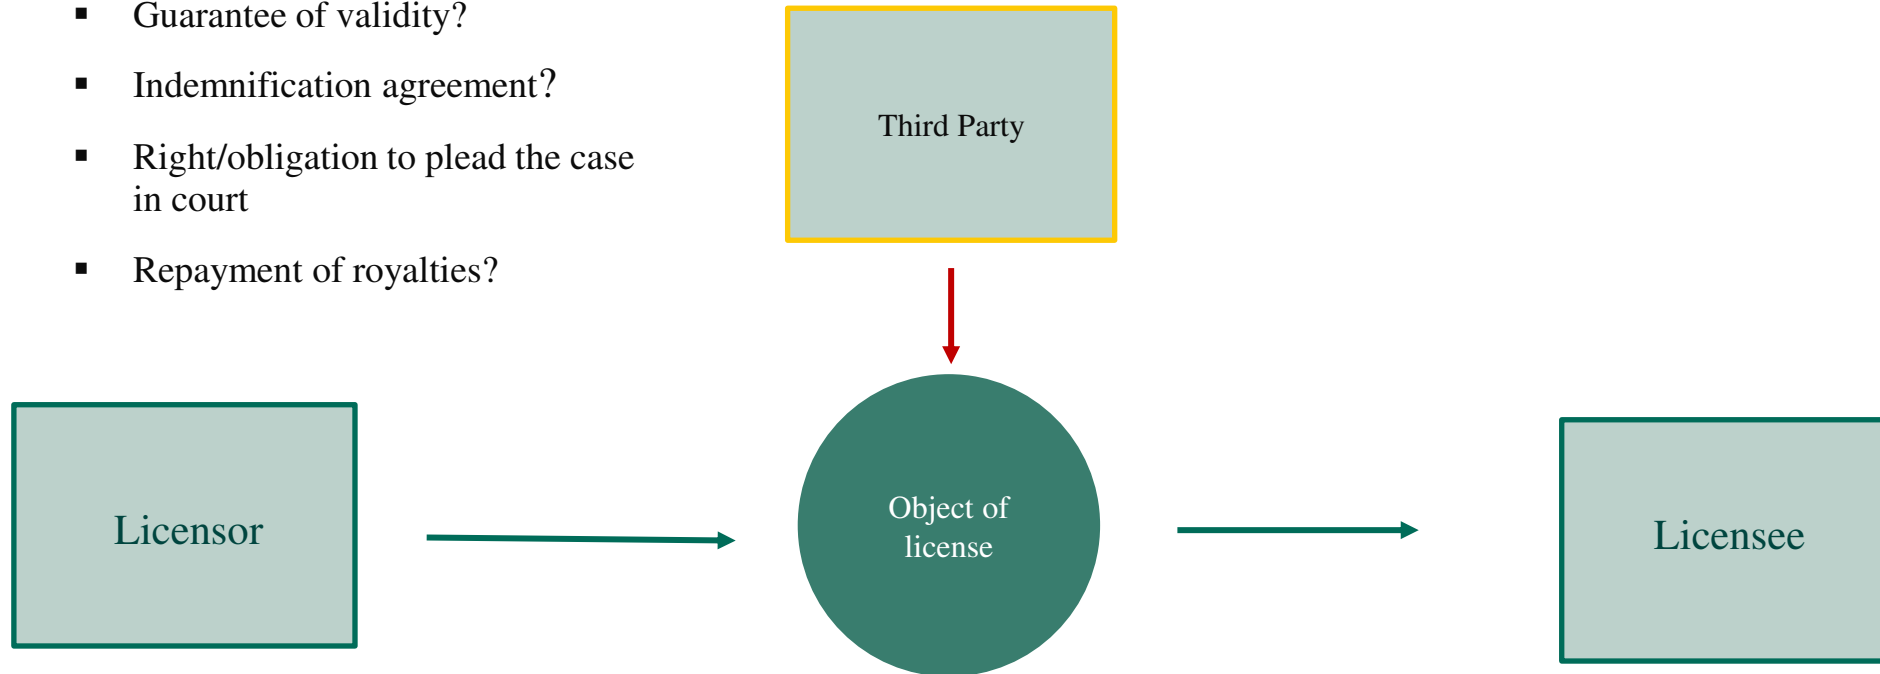 ▪ Guarantee of validity?
▪ Indemnification agreement?
▪ Right/obligation to plead the case
in court
▪ Repayment of royalties?
Third Party
Licensor
Object of
license
Licensee